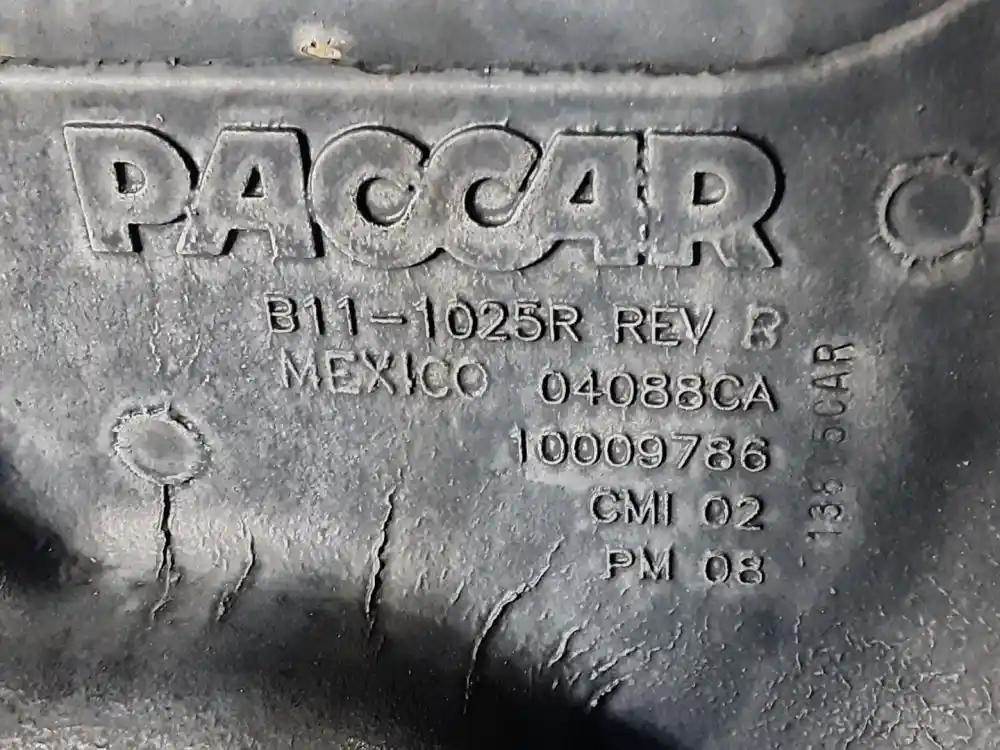 PACCAR
B11-1025R REV B
MEXICO 04088CA
10009786
CMI 02
PM 08